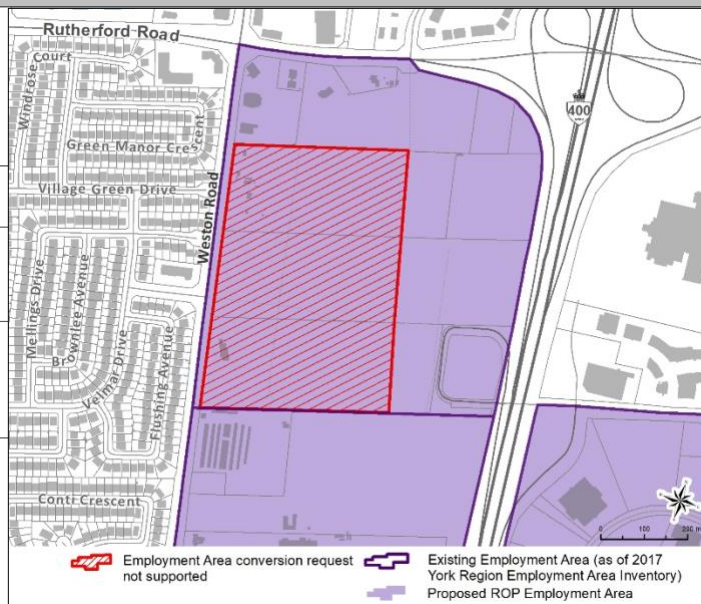 Rutherford Road
Windrose Court
Green Manor Crescent
Village Green Drive
Weston Road
400
Mellings Drive
Brownlee Avenue
Velmar Drive
Flushing Avenue
Conti Crescent
0 100 200 m
Employment Area conversion request
not supported
Existing Employment Area (as of 2017
York Region Employment Area Inventory)
Proposed ROP Employment Area